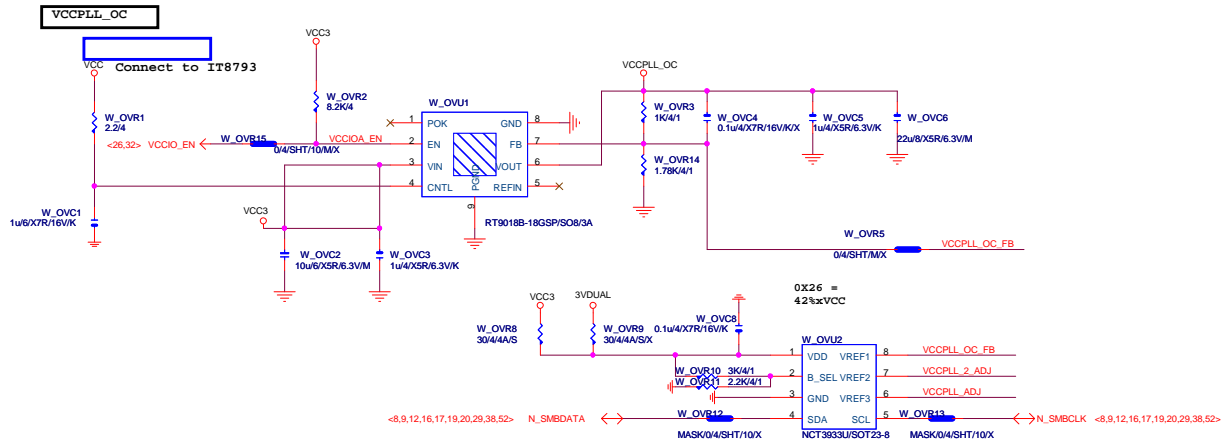 VCCPLL_OC
VCC
Connect to IT8793
VCC3
VCCPLL_OC
W_OVR1
2.2/4
W_OVR2
8.2K/4
W_OVU1
W_OVR3
1K/4/1
W_OVC4
0.1u/4/X7R/16V/K/X
W_OVC5
1u/4/X5R/6.3V/K
W_OVC6
22u/8/X5R/6.3V/M
<26,32>
VCCIO_EN
W_OVR15
0/4/SHT/10/M/X
VCCIOA_EN
1
2
3
4
POK
EN
VIN
CNTL
GND
FB
VOUT
REFIN
PGND
8
7
6
5
9
RT9018B-18GSP/SO8/3A
W_OVR14
1.78K/4/1
W_OVC1
1u/6/X7R/16V/K
VCC3
W_OVC2
10u/6/X5R/6.3V/M
W_OVC3
1u/4/X5R/6.3V/K
W_OVR5
0/4/SHT/M/X
VCCPLL_OC_FB
0X26 =
42%xVCC
VCC3
3VDUAL
W_OVR8
30/4/4A/S
W_OVR9
30/4/4A/S/X
W_OVC8
0.1u/4/X7R/16V/K
W_OVU2
W_OVR10
3K/4/1
W_OVR11
2.2K/4/1
1
2
3
4
VDD
B_SEL
GND
SDA
VREF1
VREF2
VREF3
SCL
8
7
6
5
VCCPLL_OC_FB
VCCPLL_2_ADJ
VCCPLL_ADJ
<8,9,12,16,17,19,20,29,38,52>
N_SMBDATA
W_OVR12
MASK/0/4/SHT/10/X
NCT3933U/SOT23-8
W_OVR13
MASK/0/4/SHT/10/X
N_SMBCLK
<8,9,12,16,17,19,20,29,38,52>